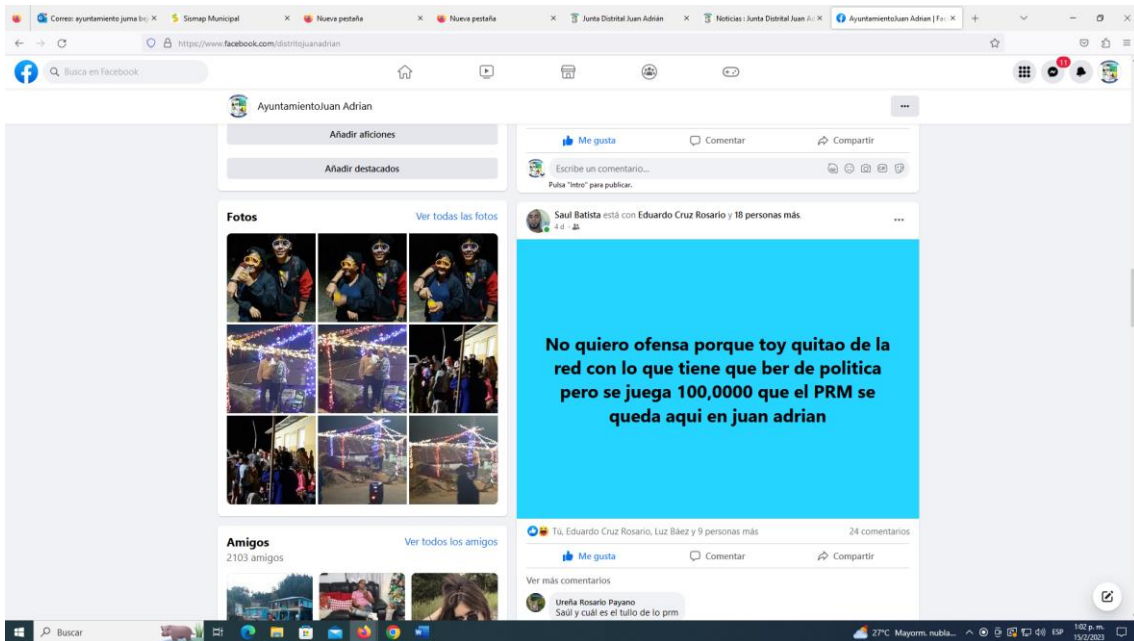 Correo: ayuntamiento juma bej
Sismap Municipal
Nueva pestaña
Nueva pestaña
Junta Distrital Juan Adrián
Noticias : Junta Distrital Juan Ad
AyuntamientoJuan Adrian | Fac
https://www.facebook.com/distritojuanadrian
Busca en Facebook
11
AyuntamientoJuan Adrian
Añadir aficiones
Añadir destacados
Me gusta
Comentar
Compartir
Escribe un comentario...
Pulsa "Intro" para publicar.
Fotos
Ver todas las fotos
Saul Batista está con Eduardo Cruz Rosario y 18 personas más.
4 d ·
No quiero ofensa porque toy quitao de la
red con lo que tiene que ber de politica
pero se juega 100,0000 que el PRM se
queda aqui en juan adrian
Tú, Eduardo Cruz Rosario, Luz Báez y 9 personas más
24 comentarios
Me gusta
Comentar
Compartir
Amigos
Ver todos los amigos
2103 amigos
Ver más comentarios
Ureña Rosario Payano
Saúl y cuál es el tullo de lo prm
Buscar
27°C Mayorm. nubla...
ESP
1:02 p. m.
15/2/2023